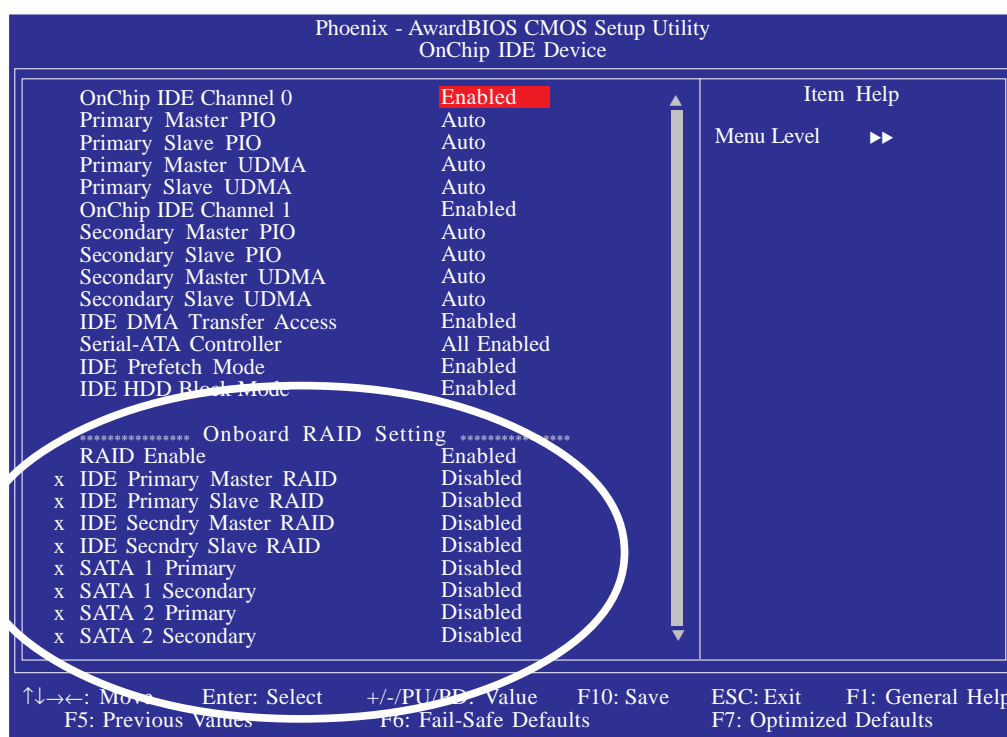 Phoenix - AwardBIOS CMOS Setup Utility
OnChip IDE Device
OnChip IDE Channel 0 Enabled
Primary Master PIO Auto
Primary Slave PIO Auto
Primary Master UDMA Auto
Primary Slave UDMA Auto
OnChip IDE Channel 1 Enabled
Secondary Master PIO Auto
Secondary Slave PIO Auto
Secondary Master UDMA Auto
Secondary Slave UDMA Auto
IDE DMA Transfer Access Enabled
Serial-ATA Controller All Enabled
IDE Prefetch Mode Enabled
IDE HDD Block Mode Enabled
**************** Onboard RAID Setting ****************
RAID Enable Enabled
x IDE Primary Master RAID Disabled
x IDE Primary Slave RAID Disabled
x IDE Secndry Master RAID Disabled
x IDE Secndry Slave RAID Disabled
x SATA 1 Primary Disabled
x SATA 1 Secondary Disabled
x SATA 2 Primary Disabled
x SATA 2 Secondary Disabled
Item Help
Menu Level ▸▸
↑↓→←: Move Enter: Select +/-/PU/PD: Value F10: Save ESC: Exit F1: General Help
F5: Previous Values F6: Fail-Safe Defaults F7: Optimized Defaults